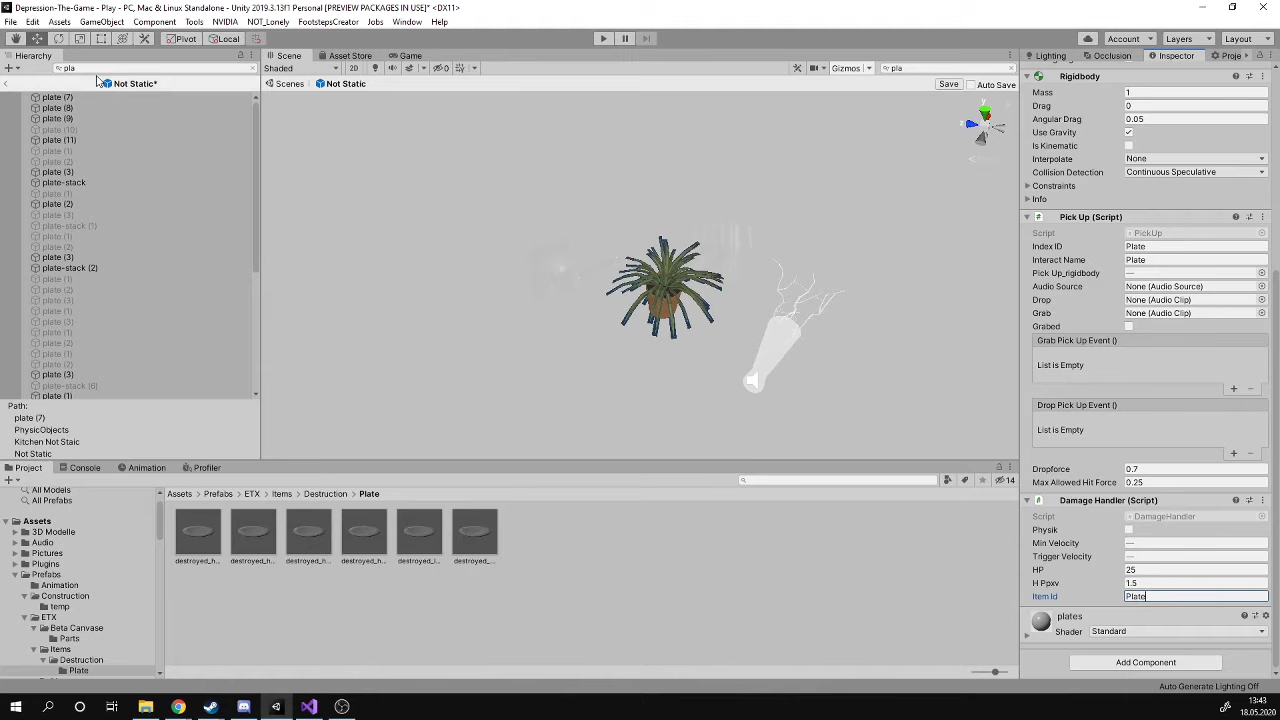 Depression-The-Game - Play - PC, Mac & Linux Standalone - Unity 2019.3.13f1 Personal [PREVIEW PACKAGES IN USE]* <DX11>
File Edit Assets GameObject Component Tools NVIDIA NOT_Lonely FootstepsCreator Jobs Window Help
Pivot Local Account Layers Layout
Hierarchy Scene Asset Store Game Lighting Occlusion Inspector Proje
pla Shaded 2D 0 Gizmos pla
Not Static* Scenes Not Static Save Auto Save
plate (7)
plate (8)
plate (9)
plate (10)
plate (11)
plate (1)
plate (2)
plate (3)
plate-stack
plate (1)
plate (2)
plate (3)
plate-stack (1)
plate (1)
plate (2)
plate (3)
plate-stack (2)
plate (1)
plate (2)
plate (3)
plate (1)
plate (3)
plate (1)
plate (2)
plate (2)
plate (3)
plate-stack (6)
plate (1)
Path:
plate (7)
PhysicObjects
Kitchen Not Staic
Not Static
y
z
Rigidbody
Mass 1
Drag 0
Angular Drag 0.05
Use Gravity
Is Kinematic
Interpolate None
Collision Detection Continuous Speculative
Constraints
Info
Pick Up (Script)
Script PickUp
Index ID Plate
Interact Name Plate
Pick Up_rigidbody —
Audio Source None (Audio Source)
Drop None (Audio Clip)
Grab None (Audio Clip)
Grabed
Grab Pick Up Event ()
List is Empty
Drop Pick Up Event ()
List is Empty
Dropforce 0.7
Max Allowed Hit Force 0.25
Damage Handler (Script)
Script DamageHandler
Physik
Min Velocity —
Trigger Velocity —
HP 25
H Ppxv 1.5
Item Id Plate
plates
Shader Standard
Add Component
Auto Generate Lighting Off
Project Console Animation Profiler
14
All Models
All Prefabs
Assets
3D Modelle
Audio
Pictures
Plugins
Prefabs
Animation
Construction
temp
ETX
Beta Canvase
Parts
Items
Destruction
Plate
Assets > Prefabs > ETX > Items > Destruction > Plate
destroyed_h... destroyed_h... destroyed_h... destroyed_h... destroyed_i... destroyed_...
13:43
18.05.2020